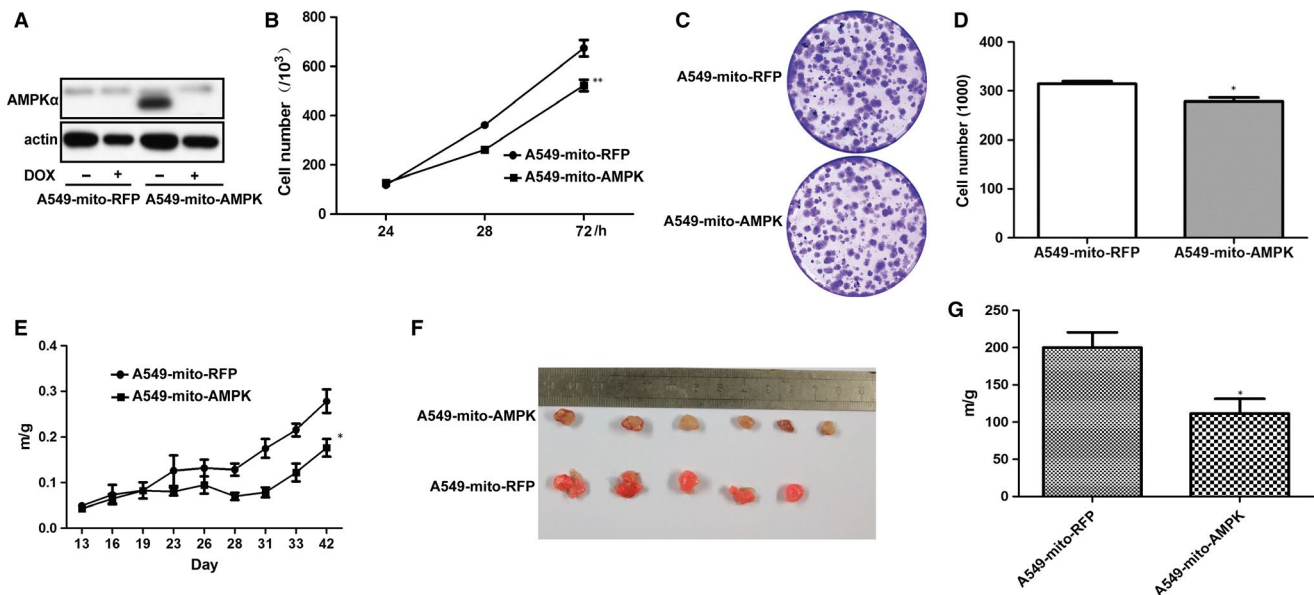 A
AMPKα
actin
DOX
– + – +
A549-mito-RFP A549-mito-AMPK
B
Cell number (/10³)
800
600
400
200
0
24 28 72/h
A549-mito-RFP
A549-mito-AMPK
**
C
A549-mito-RFP
A549-mito-AMPK
D
Cell number (1000)
400
300
300
100
0
*
A549-mito-RFP A549-mito-AMPK
E
m/g
0.4
0.3
0.2
0.1
0.0
A549-mito-RFP
A549-mito-AMPK
*
13 16 19 23 26 28 31 33 42
Day
F
A549-mito-AMPK
A549-mito-RFP
G
m/g
250
200
150
100
50
0
*
A549-mito-RFP
A549-mito-AMPK